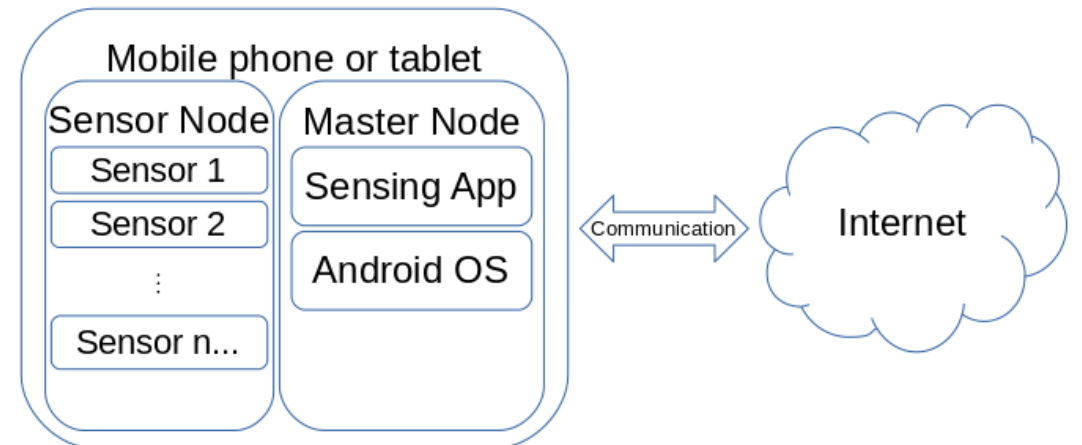 Mobile phone or tablet
Sensor Node
Sensor 1
Sensor 2
⋮
Sensor n...
Master Node
Sensing App
Android OS
Communication
Internet